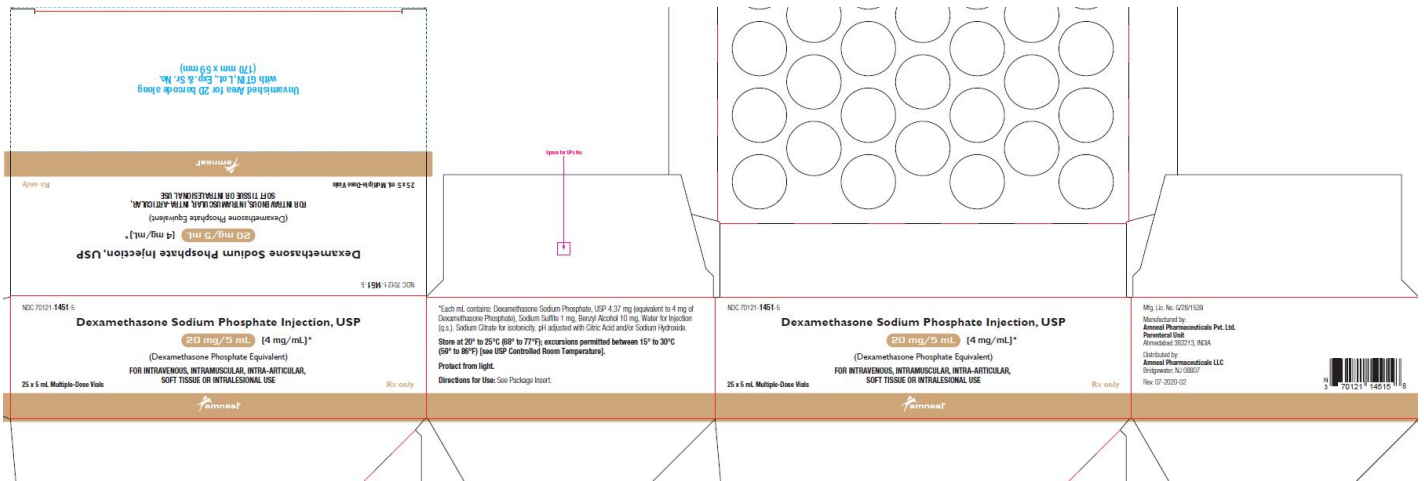 Unvarnished Area for 2D barcode along
with GTIN, Lot., Exp. & Sr. No.
(170 mm x 59 mm)
amneal
25 x 5 mL Multiple-Dose Vials
Rx only
FOR INTRAVENOUS, INTRAMUSCULAR, INTRA-ARTICULAR,
SOFT TISSUE OR INTRALESIONAL USE
(Dexamethasone Phosphate Equivalent)
20 mg/5 mL (4 mg/mL)*
Dexamethasone Sodium Phosphate Injection, USP
NDC 70121-1451-5
Space for UPs No.
NDC 70121-1451-5
Dexamethasone Sodium Phosphate Injection, USP
20 mg/5 mL (4 mg/mL)*
(Dexamethasone Phosphate Equivalent)
FOR INTRAVENOUS, INTRAMUSCULAR, INTRA-ARTICULAR,
SOFT TISSUE OR INTRALESIONAL USE
25 x 5 mL Multiple-Dose Vials
Rx only
amneal
*Each mL contains: Dexamethasone Sodium Phosphate, USP 4.37 mg (equivalent to 4 mg of
Dexamethasone Phosphate), Sodium Sulfite 1 mg, Benzyl Alcohol 10 mg, Water for Injection
(q.s.). Sodium Citrate for isotonicity. pH adjusted with Citric Acid and/or Sodium Hydroxide.
Store at 20° to 25°C (68° to 77°F); excursions permitted between 15° to 30°C
(59° to 86°F) [see USP Controlled Room Temperature].
Protect from light.
Directions for Use: See Package Insert.
NDC 70121-1451-5
Dexamethasone Sodium Phosphate Injection, USP
20 mg/5 mL (4 mg/mL)*
(Dexamethasone Phosphate Equivalent)
FOR INTRAVENOUS, INTRAMUSCULAR, INTRA-ARTICULAR,
SOFT TISSUE OR INTRALESIONAL USE
25 x 5 mL Multiple-Dose Vials
Rx only
amneal
Mfg. Lic. No. G/28/1539
Manufactured by:
Amneal Pharmaceuticals Pvt. Ltd.
Parenteral Unit
Ahmedabad 382213, INDIA
Distributed by:
Amneal Pharmaceuticals LLC
Bridgewater, NJ 08807
Rev. 07-2020-02
N
3 70121 14515 8